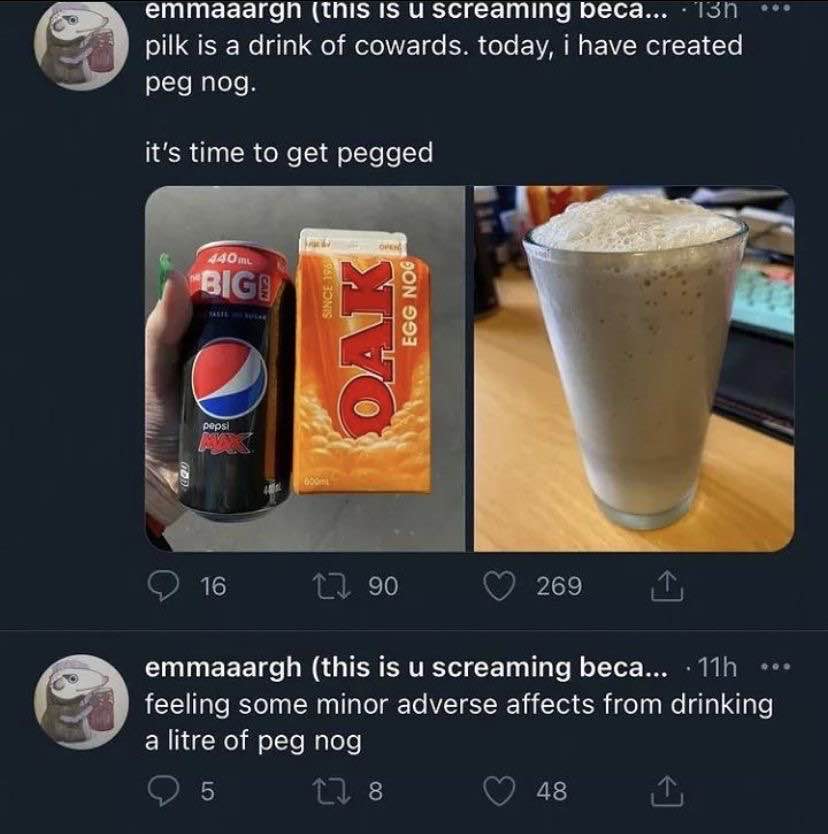 emmaaargh (this is u screaming beca... · 13h
pilk is a drink of cowards. today, i have created
peg nog.
it's time to get pegged
440mL
THE BIG CAN
pepsi
MAX
OPEN
SINCE 196
OAK
EGG NOG
600mL
16
90
269
emmaaargh (this is u screaming beca... · 11h
feeling some minor adverse affects from drinking
a litre of peg nog
5
8
48